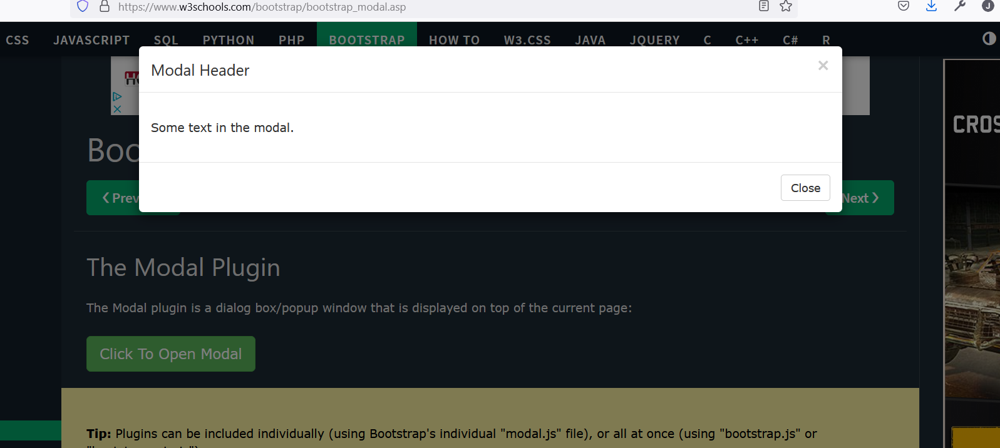 https://www.w3schools.com/bootstrap/bootstrap_modal.asp
J
CSS JAVASCRIPT SQL PYTHON PHP BOOTSTRAP HOW TO W3.CSS JAVA JQUERY C C++ C# R
Modal Header
×
Some text in the modal.
Close
Boo
❮ Prev
Next ❯
CROS
The Modal Plugin
The Modal plugin is a dialog box/popup window that is displayed on top of the current page:
Click To Open Modal
Tip: Plugins can be included individually (using Bootstrap's individual "modal.js" file), or all at once (using "bootstrap.js" or